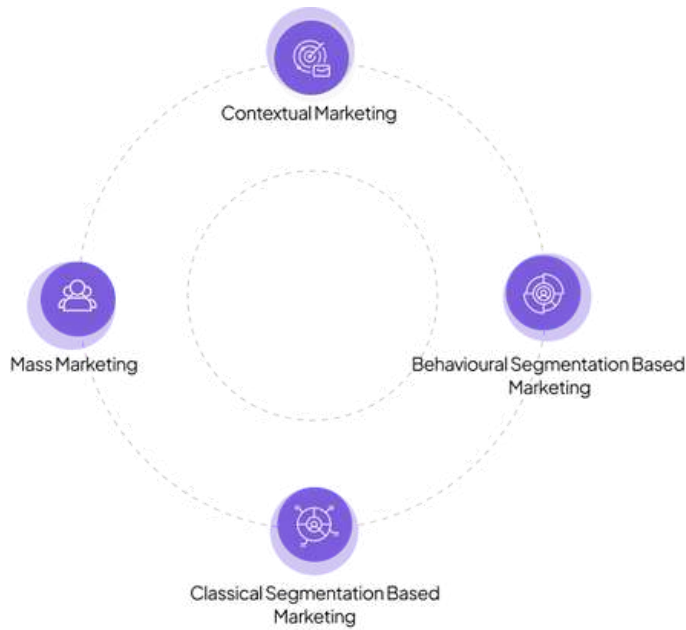 Contextual Marketing
Mass Marketing
Behavioural Segmentation Based
Marketing
Classical Segmentation Based
Marketing